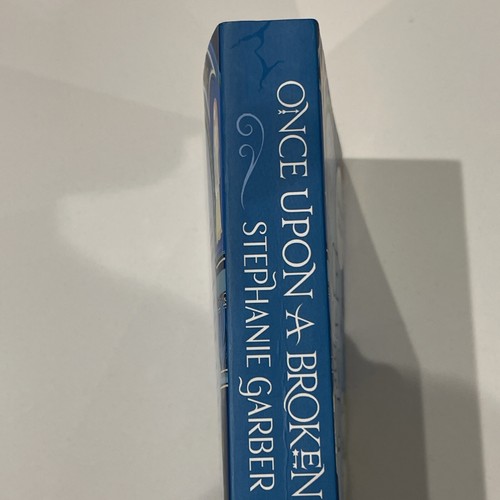 ONCE UPON A BROKEN
STEPHANIE GARBER